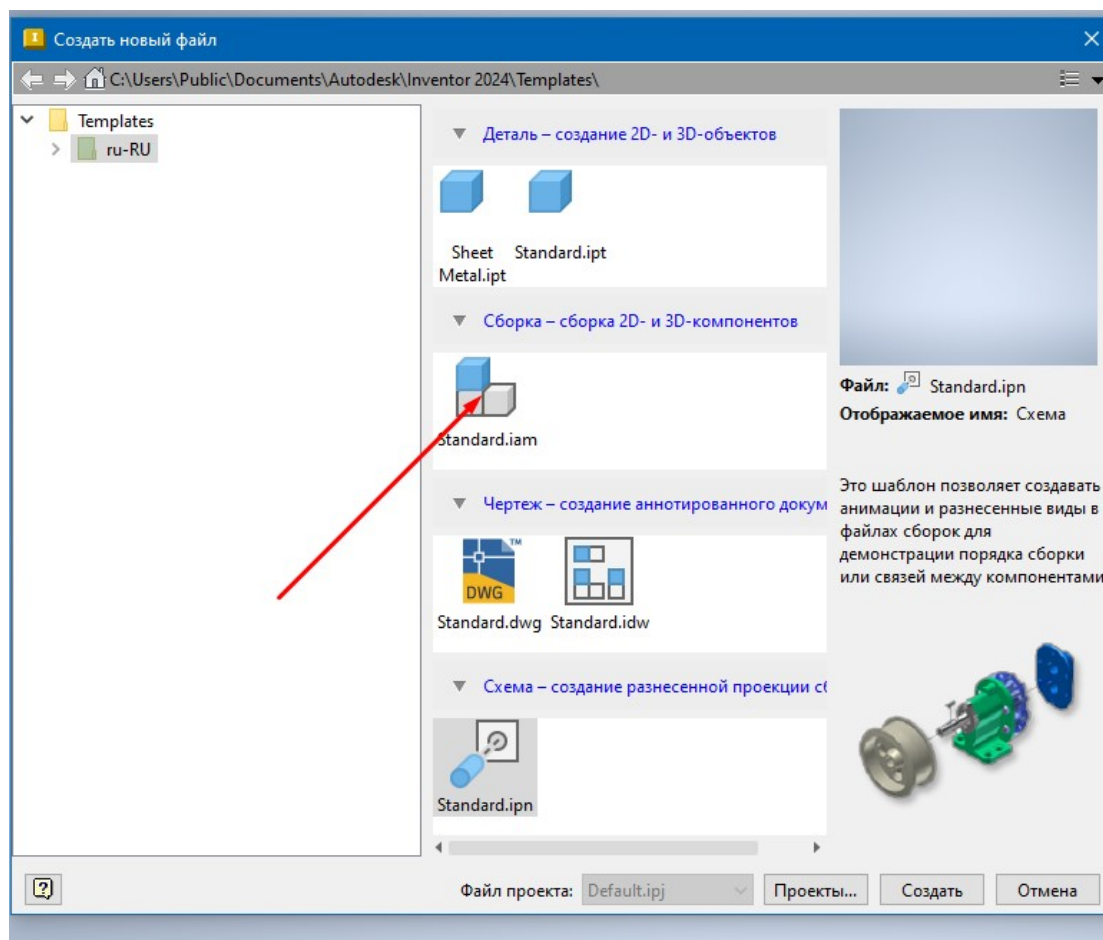 Создать новый файл
C:\Users\Public\Documents\Autodesk\Inventor 2024\Templates\
Templates
ru-RU
Деталь – создание 2D- и 3D-объектов
Sheet Metal.ipt
Standard.ipt
Сборка – сборка 2D- и 3D-компонентов
Standard.iam
Чертеж – создание аннотированного докум
DWG
TM
Standard.dwg
Standard.idw
Схема – создание разнесенной проекции сб
Standard.ipn
Файл: Standard.ipn
Отображаемое имя: Схема
Это шаблон позволяет создавать
анимации и разнесенные виды в
файлах сборок для
демонстрации порядка сборки
или связей между компонентами
Файл проекта: Default.ipj
Проекты...
Создать
Отмена